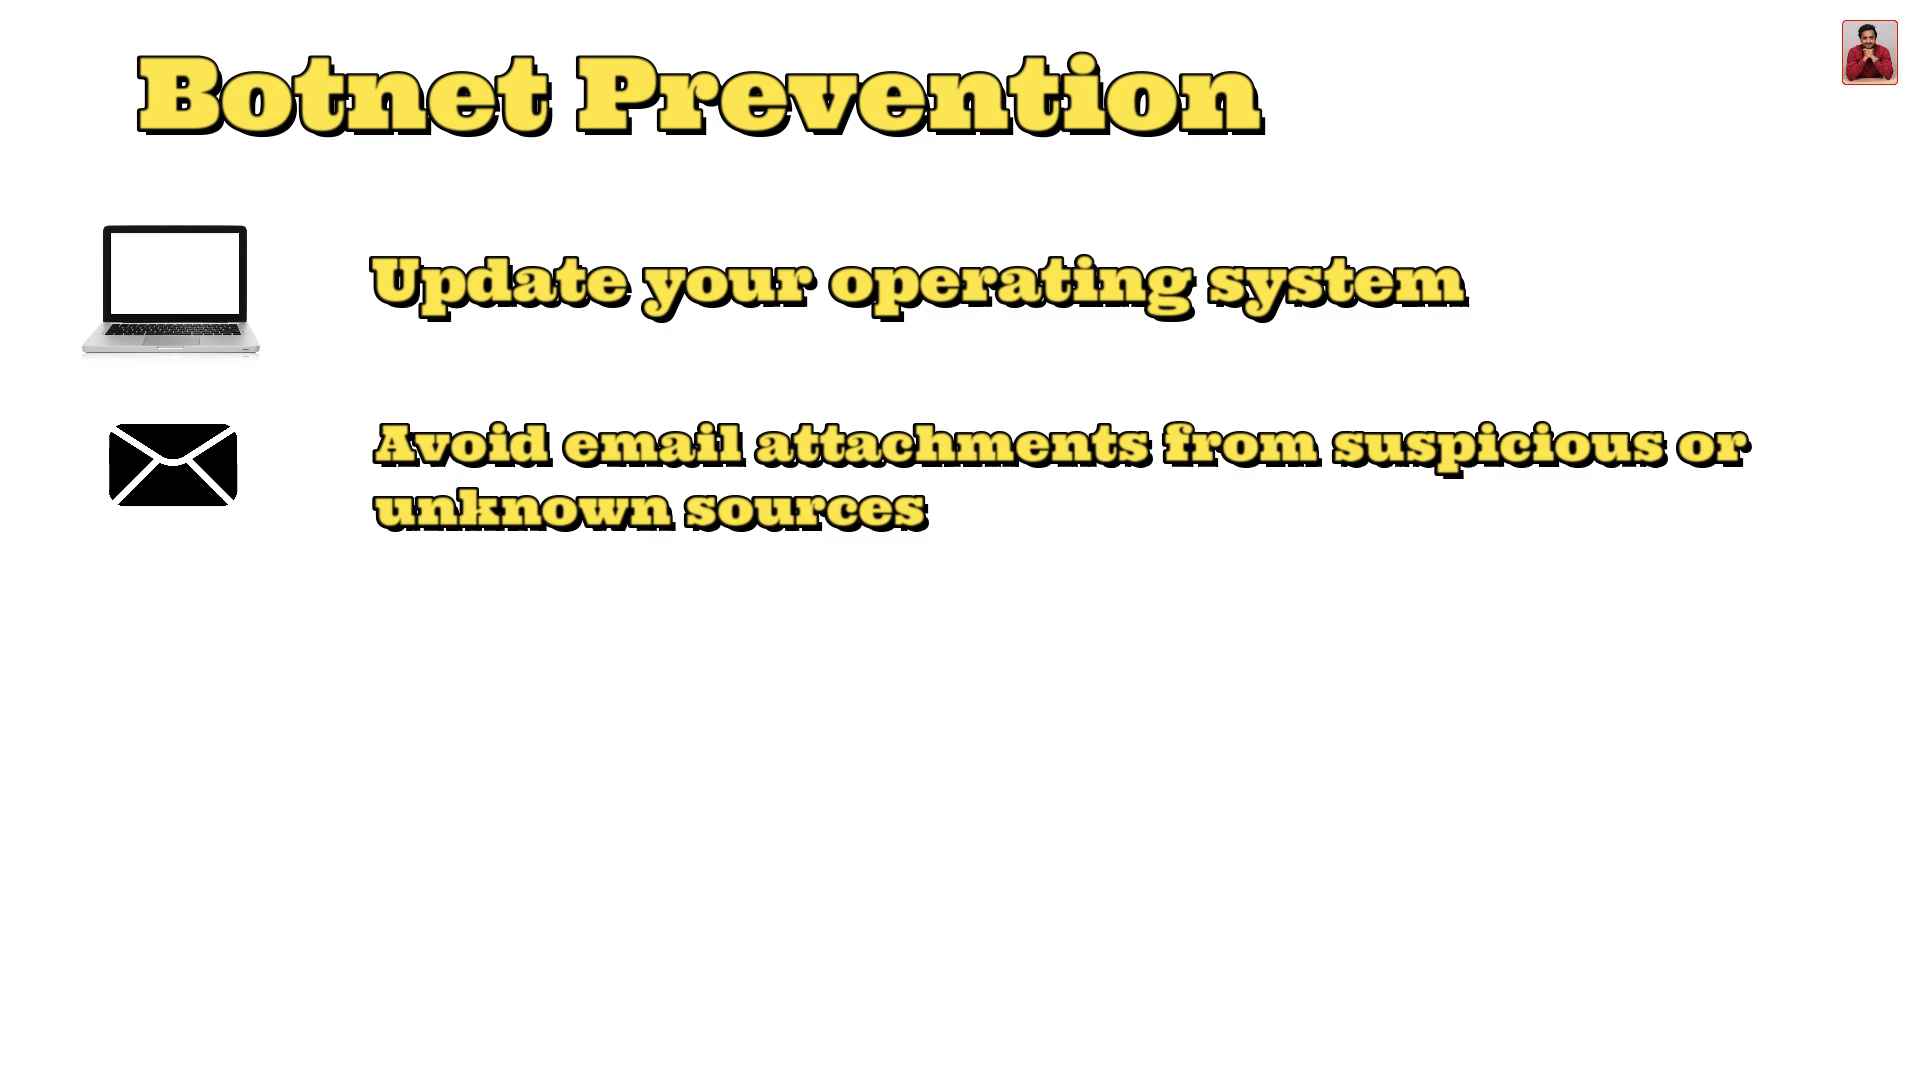 Botnet Prevention
Update your operating system
Avoid email attachments from suspicious or
unknown sources